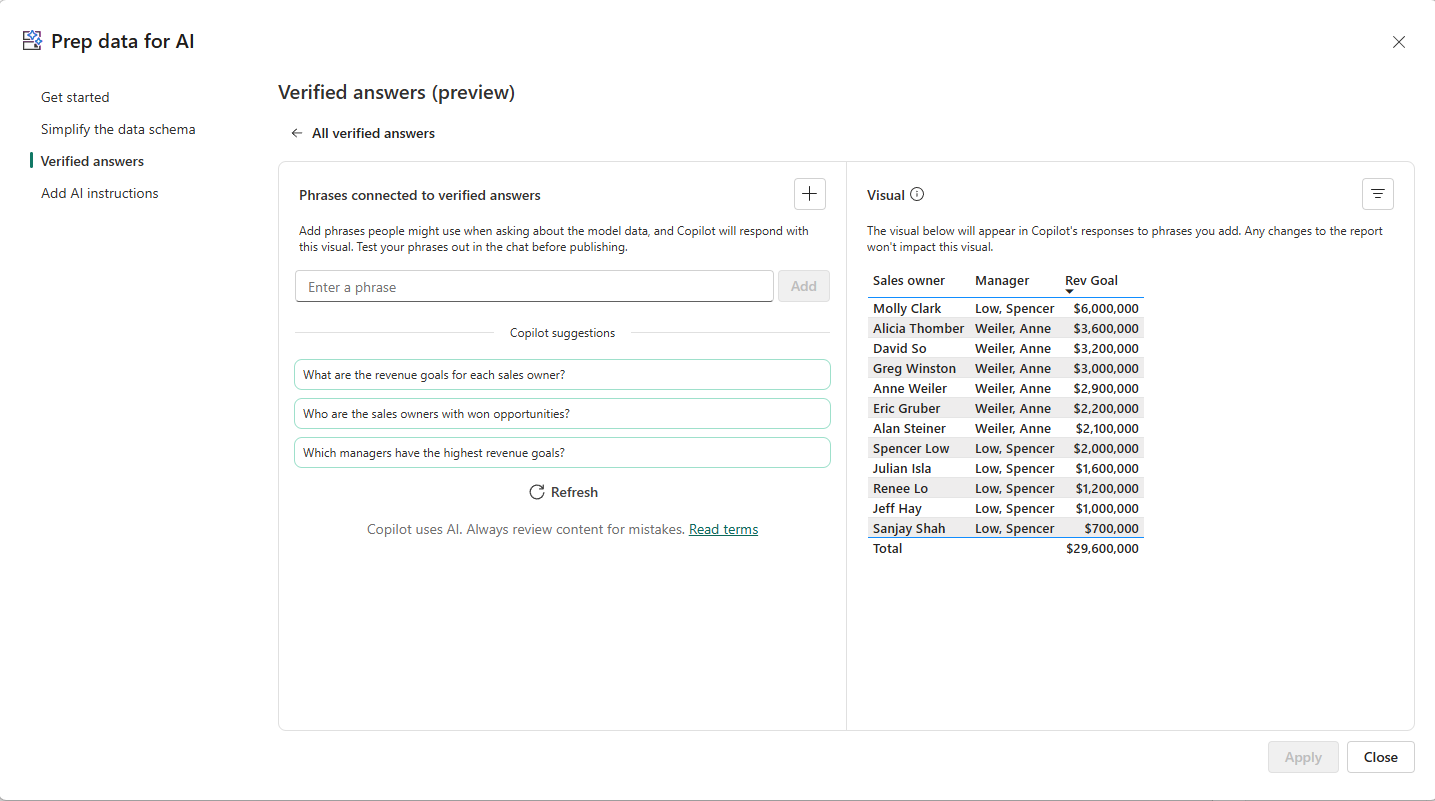 Prep data for AI
Get started
Simplify the data schema
Verified answers
Add AI instructions
Verified answers (preview)
All verified answers
Phrases connected to verified answers
Add phrases people might use when asking about the model data, and Copilot will respond with
this visual. Test your phrases out in the chat before publishing.
Enter a phrase
Add
Copilot suggestions
What are the revenue goals for each sales owner?
Who are the sales owners with won opportunities?
Which managers have the highest revenue goals?
Refresh
Copilot uses AI. Always review content for mistakes. Read terms
Visual
The visual below will appear in Copilot's responses to phrases you add. Any changes to the report
won't impact this visual.
Sales owner Manager Rev Goal
Molly Clark Low, Spencer $6,000,000
Alicia Thomber Weiler, Anne $3,600,000
David So Weiler, Anne $3,200,000
Greg Winston Weiler, Anne $3,000,000
Anne Weiler Weiler, Anne $2,900,000
Eric Gruber Weiler, Anne $2,200,000
Alan Steiner Weiler, Anne $2,100,000
Spencer Low Low, Spencer $2,000,000
Julian Isla Low, Spencer $1,600,000
Renee Lo Low, Spencer $1,200,000
Jeff Hay Low, Spencer $1,000,000
Sanjay Shah Low, Spencer $700,000
Total $29,600,000
Apply
Close